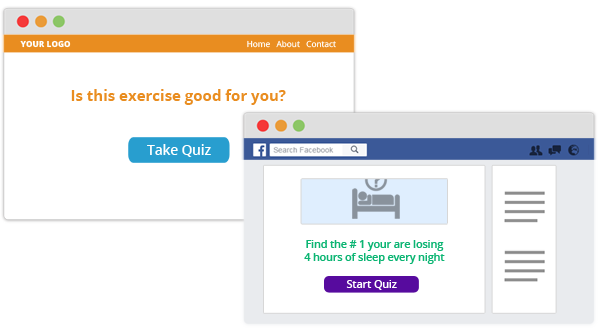 YOUR LOGO
Home About Contact
Is this exercise good for you?
Take Quiz
f Search Facebook
?
Find the # 1 your are losing
4 hours of sleep every night
Start Quiz